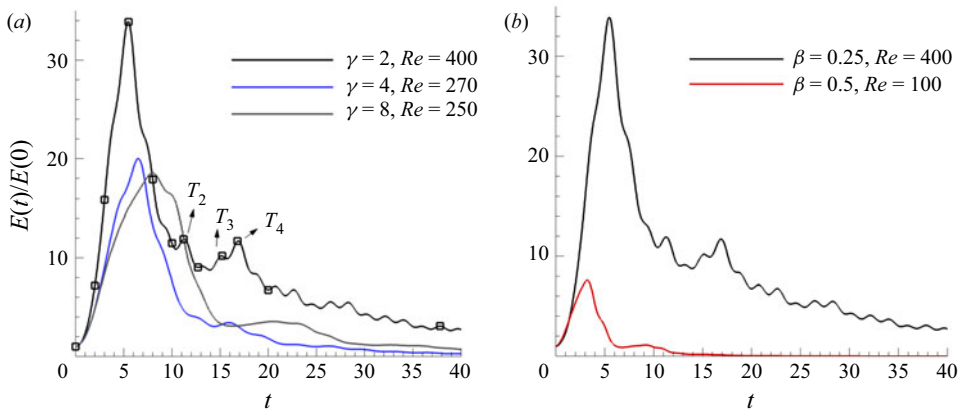 (a)
γ = 2, Re = 400
γ = 4, Re = 270
γ = 8, Re = 250
T2
T3
T4
E(t)/E(0)
30
20
10
0 5 10 15 20 25 30 35 40
t
(b)
β = 0.25, Re = 400
β = 0.5, Re = 100
30
20
10
0 5 10 15 20 25 30 35 40
t